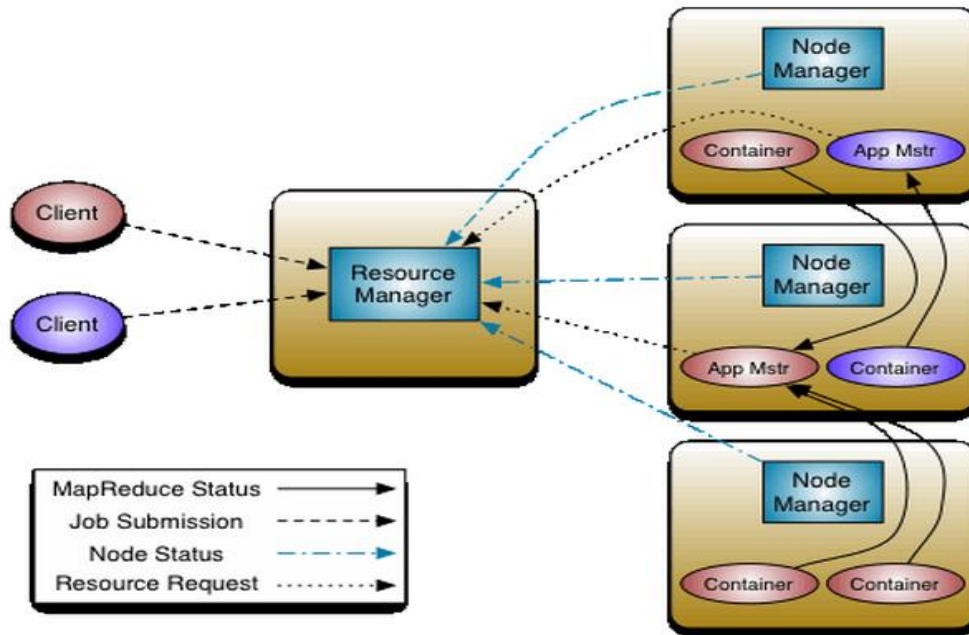 Node
Manager
Container
App Mstr
Client
Resource
Manager
Client
Node
Manager
App Mstr
Container
MapReduce Status
Job Submission
Node Status
Resource Request
Node
Manager
Container
Container